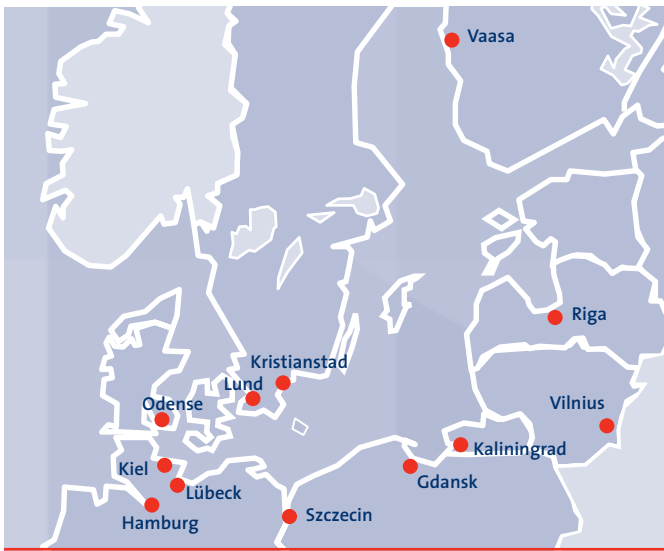 Vaasa
Riga
Kristianstad
Lund
Odense
Vilnius
Kaliningrad
Kiel
Gdansk
Lübeck
Szczecin
Hamburg